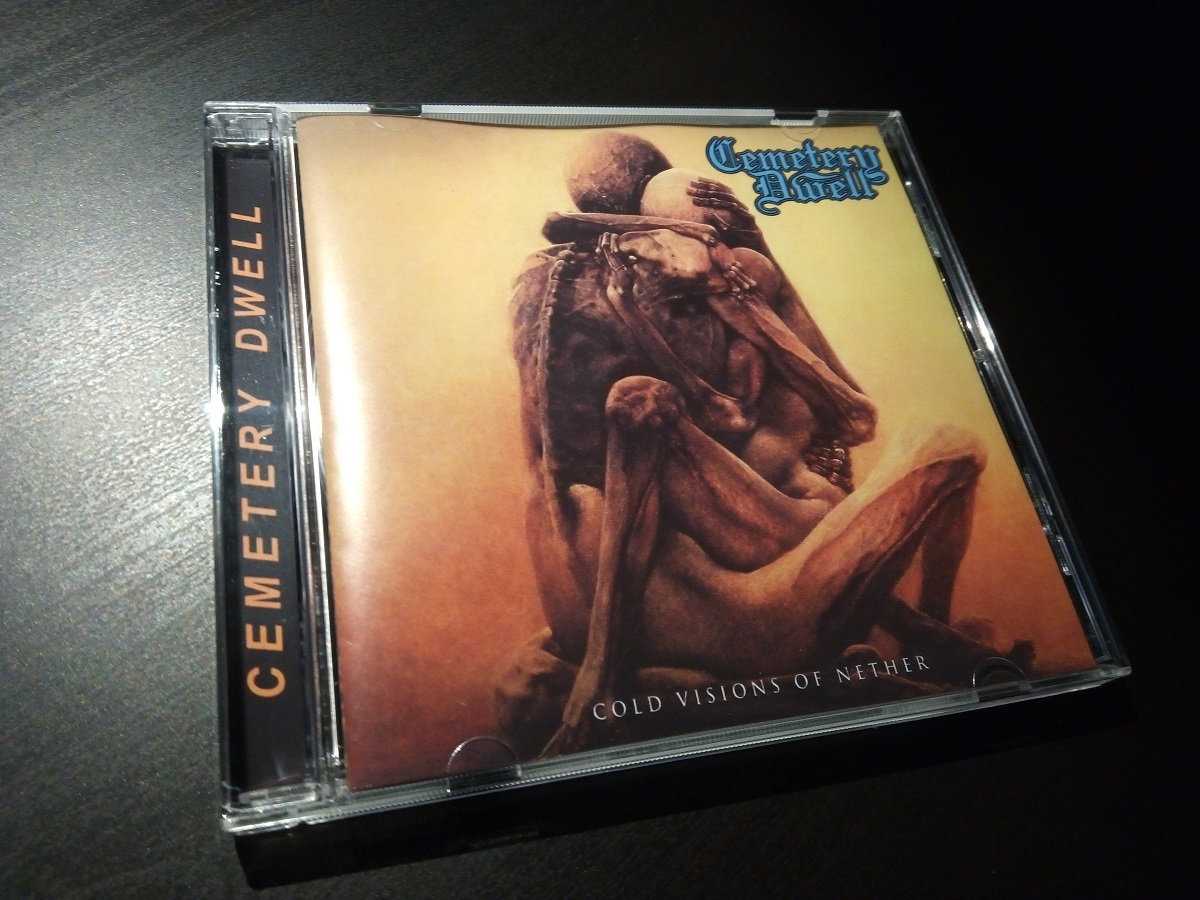 CEMETERY DWELL
Cemetery
Dwell
COLD VISIONS OF NETHER